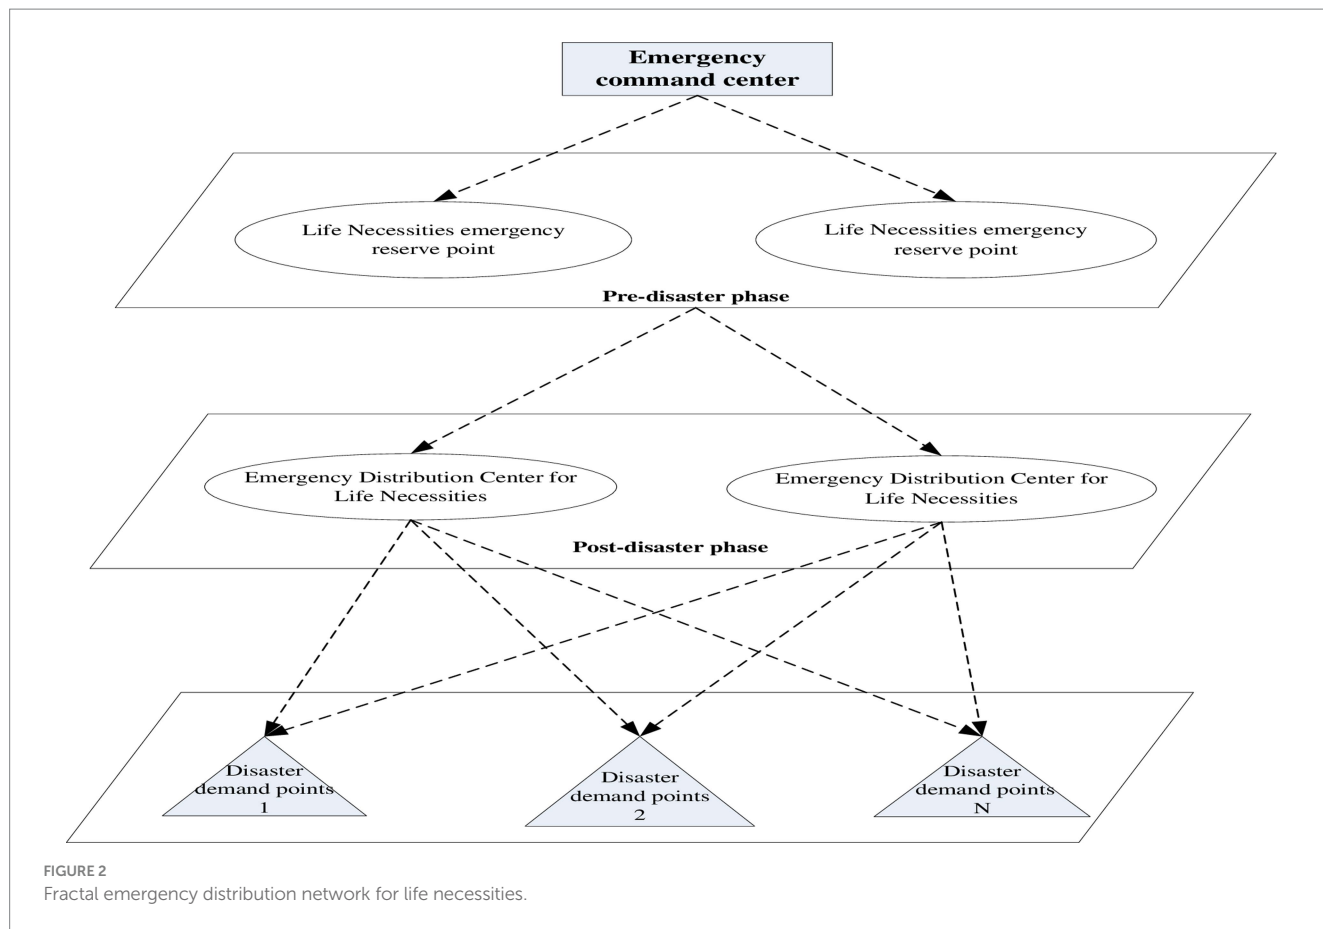 Emergency
command center
Life Necessities emergency
reserve point
Life Necessities emergency
reserve point
Pre-disaster phase
Emergency Distribution Center for
Life Necessities
Emergency Distribution Center for
Life Necessities
Post-disaster phase
Disaster
demand points
1
Disaster
demand points
2
Disaster
demand points
N
FIGURE 2
Fractal emergency distribution network for life necessities.